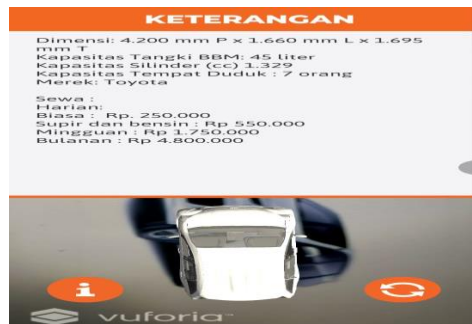 KETERANGAN
Dimensi: 4.200 mm P x 1.660 mm L x 1.695
mm T
Kapasitas Tangki BBM: 45 liter
Kapasitas Silinder (cc) 1.329
Kapasitas Tempat Duduk : 7 orang
Merek: Toyota
Sewa :
Harian:
Biasa : Rp. 250.000
Supir dan bensin : Rp 550.000
Mingguan : Rp 1.750.000
Bulanan : Rp 4.800.000
i
vuforia™